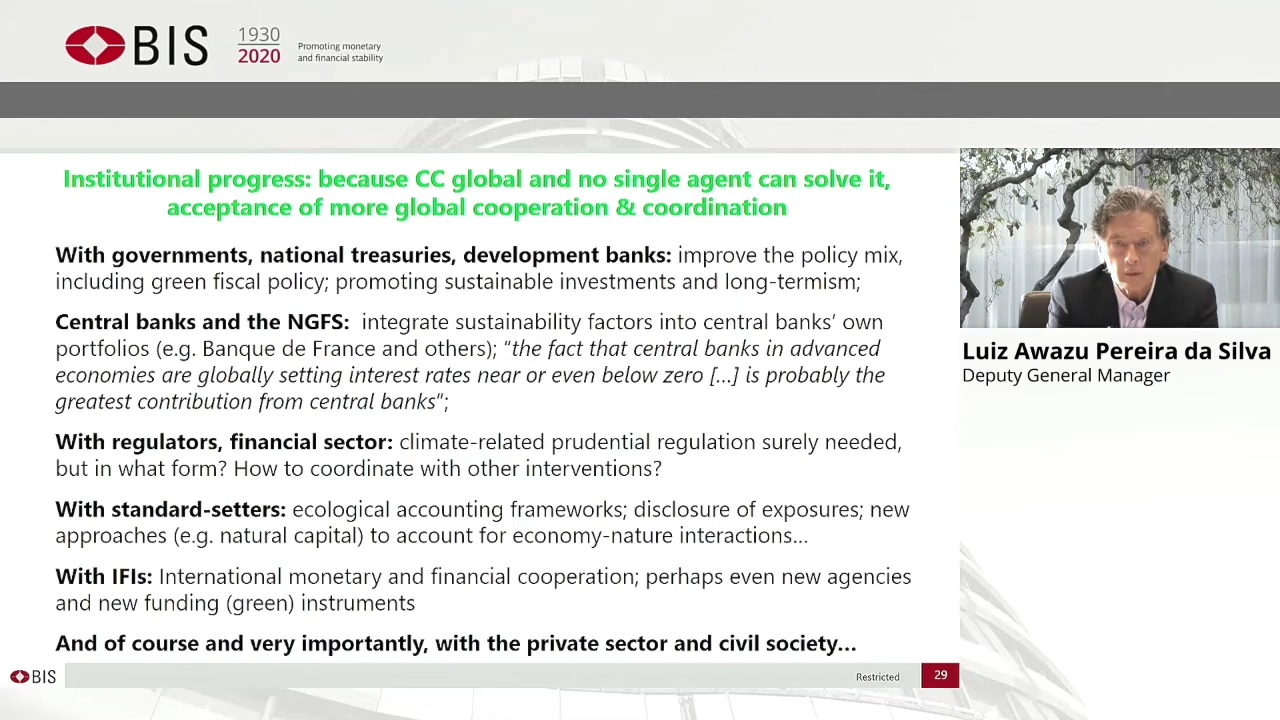 BIS
1930
2020
Promoting monetary
and financial stability
Institutional progress: because CC global and no single agent can solve it,
acceptance of more global cooperation & coordination
With governments, national treasuries, development banks: improve the policy mix,
including green fiscal policy; promoting sustainable investments and long-termism;
Central banks and the NGFS: integrate sustainability factors into central banks’ own
portfolios (e.g. Banque de France and others); “the fact that central banks in advanced
economies are globally setting interest rates near or even below zero […] is probably the
greatest contribution from central banks”;
With regulators, financial sector: climate-related prudential regulation surely needed,
but in what form? How to coordinate with other interventions?
With standard-setters: ecological accounting frameworks; disclosure of exposures; new
approaches (e.g. natural capital) to account for economy-nature interactions…
With IFIs: International monetary and financial cooperation; perhaps even new agencies
and new funding (green) instruments
And of course and very importantly, with the private sector and civil society…
BIS
Restricted
29
Luiz Awazu Pereira da Silva
Deputy General Manager